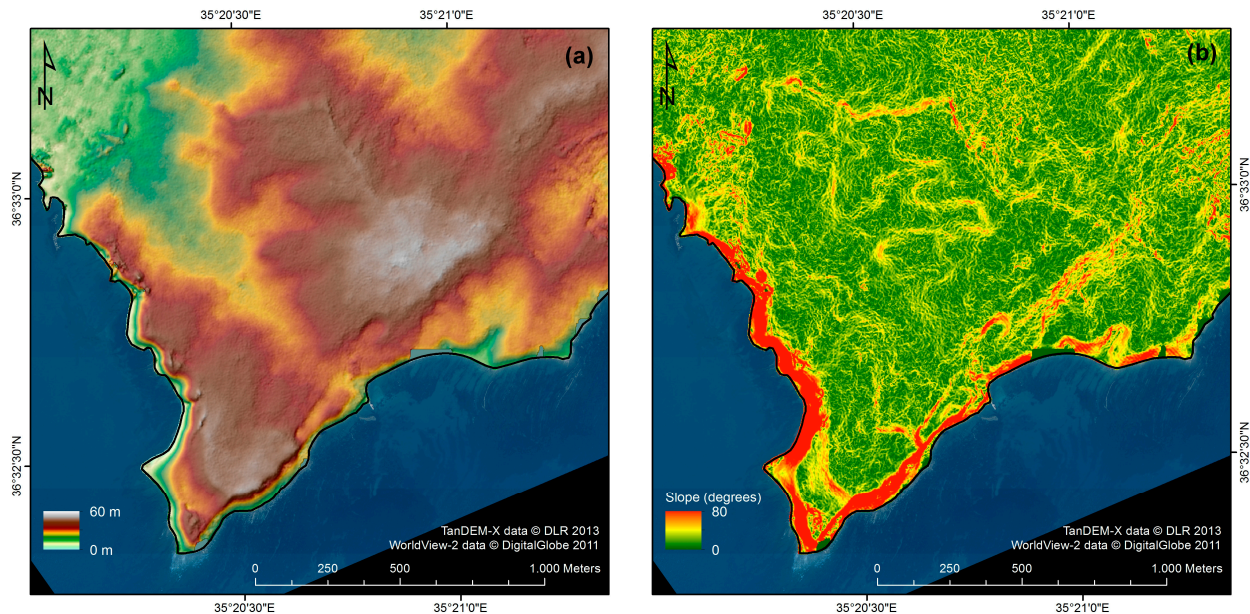 35°20'30"E 35°21'0"E
35°20'30"E 35°21'0"E
(a)
(b)
N
N
36°33'0"N
36°33'0"N
36°32'30"N
36°32'30"N
60 m
0 m
Slope (degrees)
80
0
TanDEM-X data © DLR 2013
WorldView-2 data © DigitalGlobe 2011
TanDEM-X data © DLR 2013
WorldView-2 data © DigitalGlobe 2011
0 250 500 1.000 Meters
0 250 500 1.000 Meters
35°20'30"E 35°21'0"E
35°20'30"E 35°21'0"E